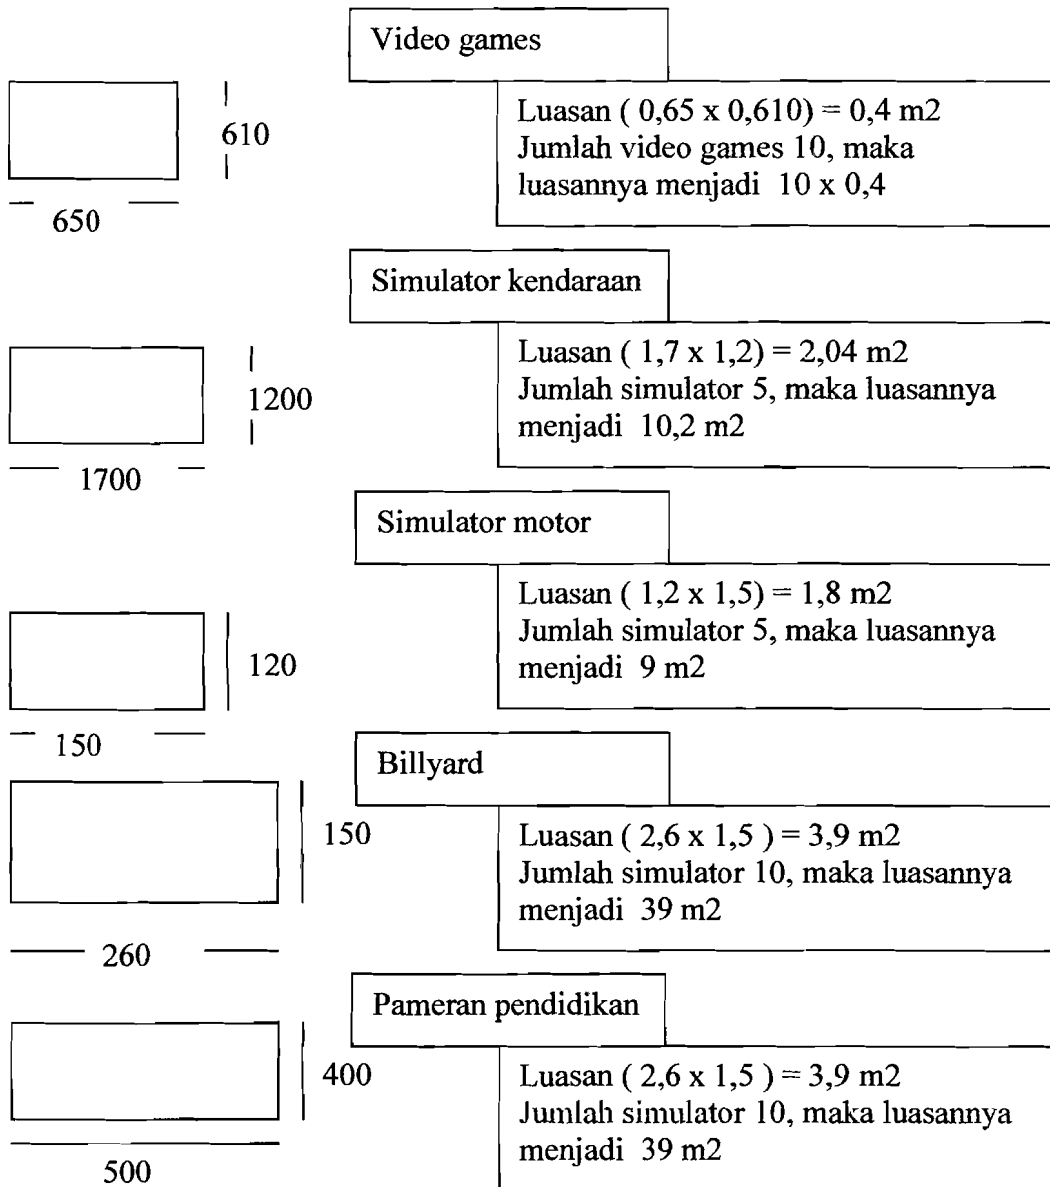 Video games
610
650
Luasan ( 0,65 x 0,610) = 0,4 m2
Jumlah video games 10, maka
luasannya menjadi 10 x 0,4
Simulator kendaraan
1200
1700
Luasan ( 1,7 x 1,2) = 2,04 m2
Jumlah simulator 5, maka luasannya
menjadi 10,2 m2
Simulator motor
120
150
Luasan ( 1,2 x 1,5) = 1,8 m2
Jumlah simulator 5, maka luasannya
menjadi 9 m2
Billyard
150
260
Luasan ( 2,6 x 1,5 ) = 3,9 m2
Jumlah simulator 10, maka luasannya
menjadi 39 m2
Pameran pendidikan
400
500
Luasan ( 2,6 x 1,5 ) = 3,9 m2
Jumlah simulator 10, maka luasannya
menjadi 39 m2